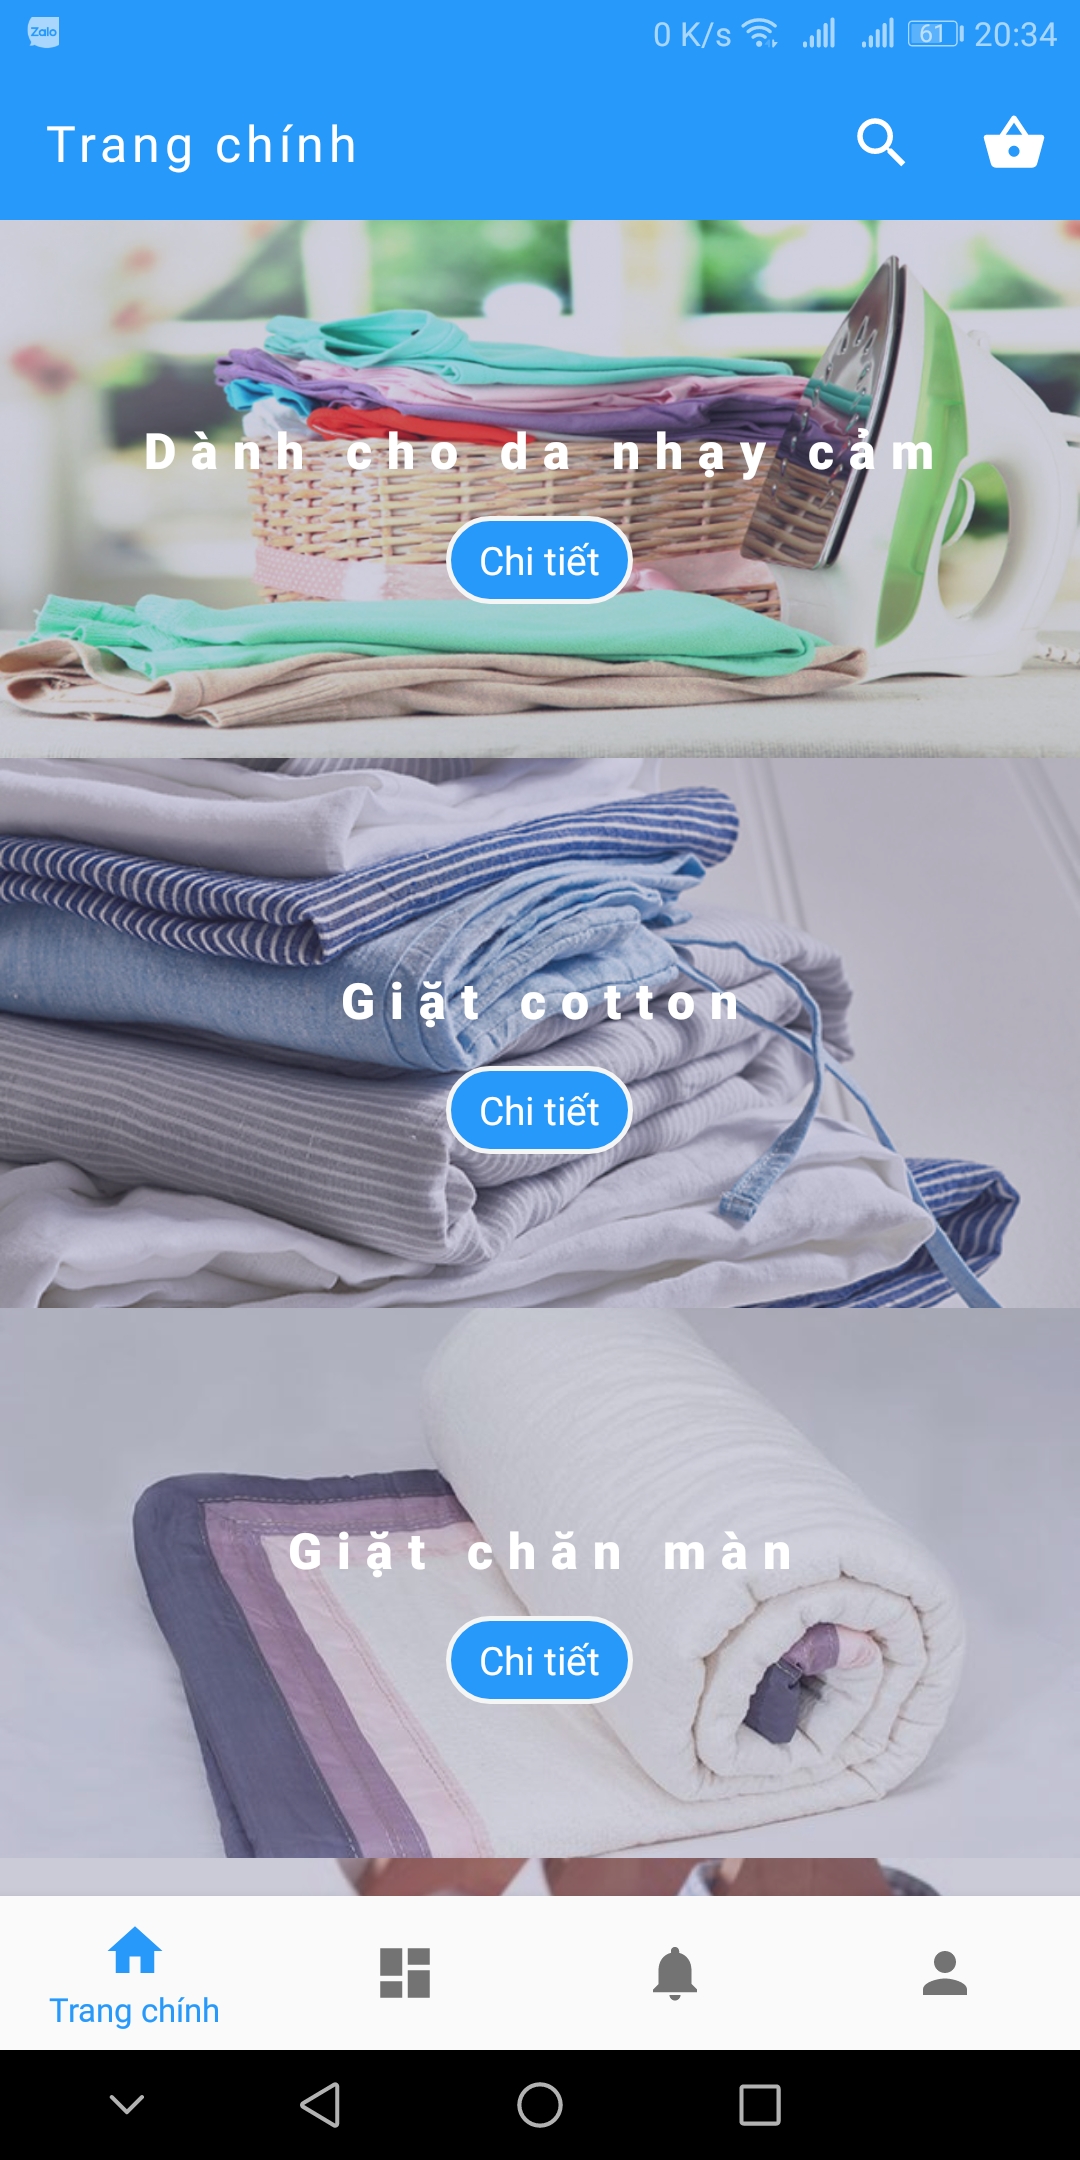 Zalo
0 K/s 61 20:34
Trang chính
Dành cho da nhạy cảm
Chi tiết
Giặt cotton
Chi tiết
Giặt chăn màn
Chi tiết
Trang chính